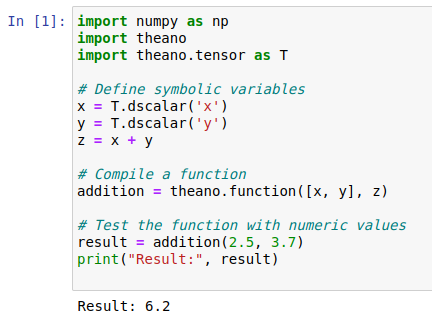 In [1]: import numpy as np
import theano
import theano.tensor as T
# Define symbolic variables
x = T.dscalar('x')
y = T.dscalar('y')
z = x + y
# Compile a function
addition = theano.function([x, y], z)
# Test the function with numeric values
result = addition(2.5, 3.7)
print("Result:", result)
Result: 6.2